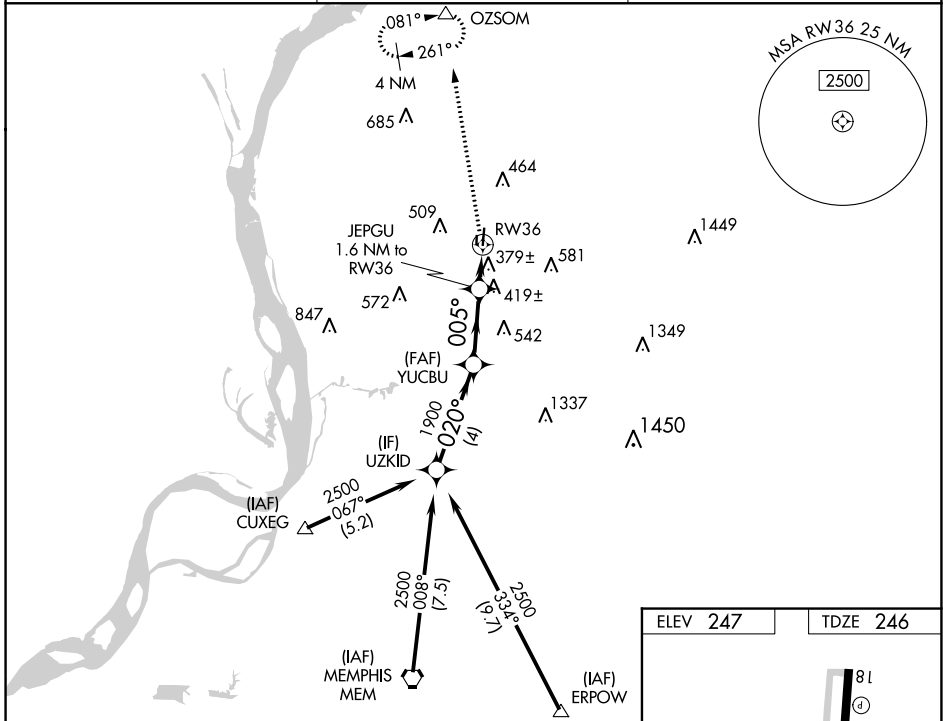 081°
OZSOM
261°
4 NM
MSA RW36 25 NM
2500
685
464
509
RW36
1449
JEPGU
1.6 NM to
RW36
379±
581
572
419±
847
005°
542
1349
(FAF)
YUCBU
1900
020°
(4)
1337
1450
(IF)
UZKID
(IAF)
CUXEG
2500
067°
(5.2)
2500
008°
(7.5)
2500
334°
(9.7)
(IAF)
MEMPHIS
MEM
(IAF)
ERPOW
ELEV 247
TDZE 246
18
P